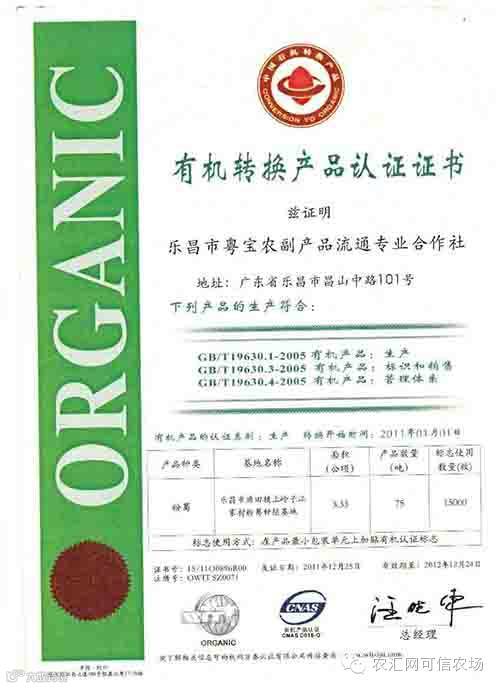 ORGANIC
中国有机转换产品
CONVERSION TO ORGANIC
有机转换产品认证证书
兹证明
乐昌市粤宝农副产品流通专业合作社
地址：广东省乐昌市昌山中路101号
下列产品的生产符合：
GB/T19630.1-2005 有机产品：生产
GB/T19630.3-2005 有机产品：标识和销售
GB/T19630.4-2005 有机产品：管理体系
有机产品的认证类别：生产 转换开始时间：2011年01月01日
产品种类 基地名称 面积（公顷） 产品数量（吨） 标志使用数量（枚）
粉葛 3.33 75 15000
标志使用方式：在产品最小包装单元上加贴有机认证标志
发证日期：2011年12月25日 有效期至：2012年12月24日
ORGANIC
CNAS
有机产品认证
总经理
农汇网可信农场